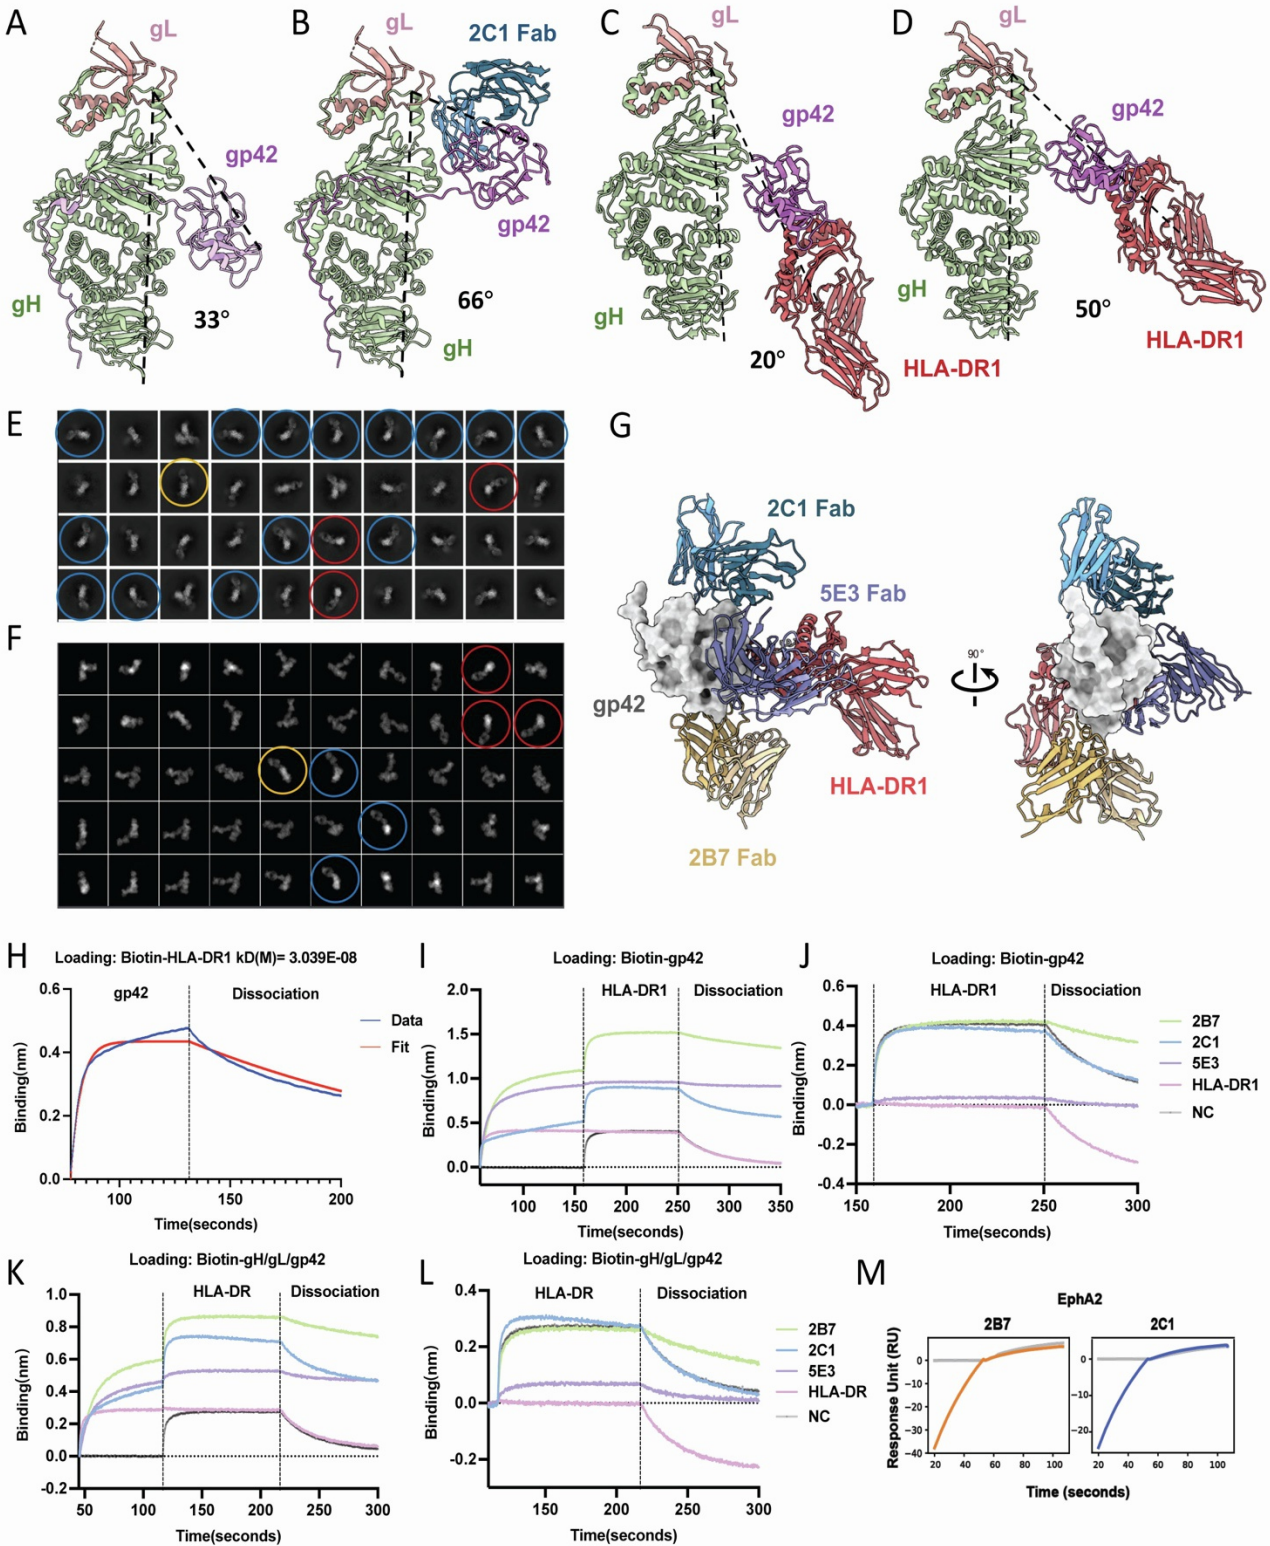 A
gL
gp42
gH
33°
B
gL
2C1 Fab
gp42
66°
gH
C
gL
gp42
gH
20°
HLA-DR1
D
gL
gp42
gH
50°
HLA-DR1
E
F
G
2C1 Fab
5E3 Fab
gp42
HLA-DR1
2B7 Fab
90°
H
Loading: Biotin-HLA-DR1 kD(M)= 3.039E-08
gp42
Dissociation
Data
Fit
Binding(nm)
0.6
0.4
0.2
0.0
100
150
200
Time(seconds)
I
Loading: Biotin-gp42
HLA-DR1
Dissociation
Binding(nm)
2.0
1.5
1.0
0.5
0.0
100
150
200
250
300
350
Time(seconds)
J
Loading: Biotin-gp42
HLA-DR1
Dissociation
2B7
2C1
5E3
HLA-DR1
NC
Binding(nm)
0.6
0.4
0.2
0.0
-0.2
-0.4
150
200
250
300
Time(seconds)
K
Loading: Biotin-gH/gL/gp42
HLA-DR
Dissociation
Binding(nm)
1.0
0.8
0.6
0.4
0.2
0.0
-0.2
50
100
150
200
250
300
Time(seconds)
L
Loading: Biotin-gH/gL/gp42
HLA-DR
Dissociation
2B7
2C1
5E3
HLA-DR
NC
Binding(nm)
0.4
0.2
0.0
-0.2
150
200
250
300
Time(seconds)
M
EphA2
2B7
2C1
Response Unit (RU)
0
−10
−20
−30
−40
20
40
60
80
100
0
−10
−20
20
40
60
80
100
Time (seconds)